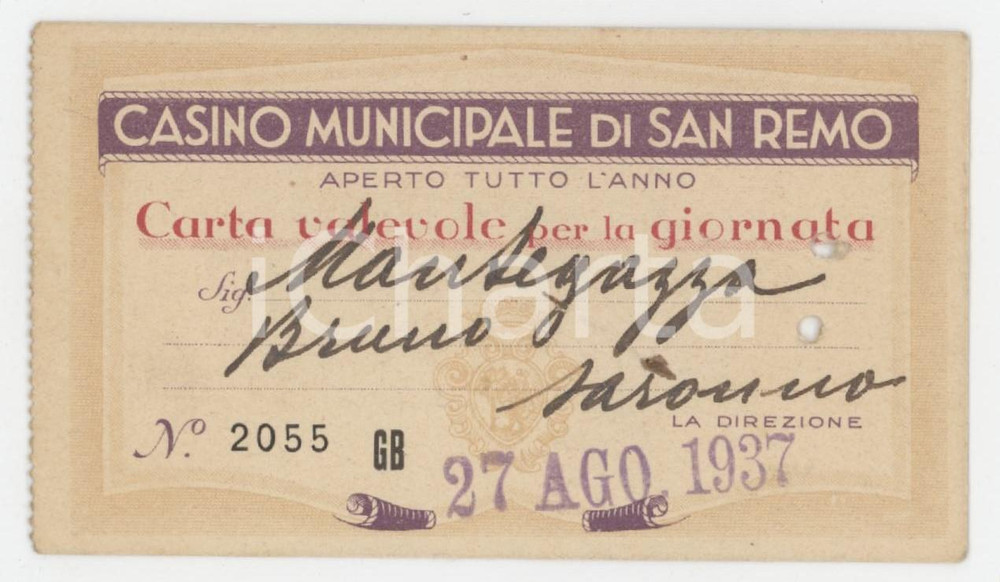 CASINO MUNICIPALE DI SAN REMO
APERTO TUTTO L'ANNO
Carta valevole per la giornata
Sig. Mantegazza
Bruno
Saronno
LA DIREZIONE
N.º 2055 GB
27 AGO. 1937
iCharta